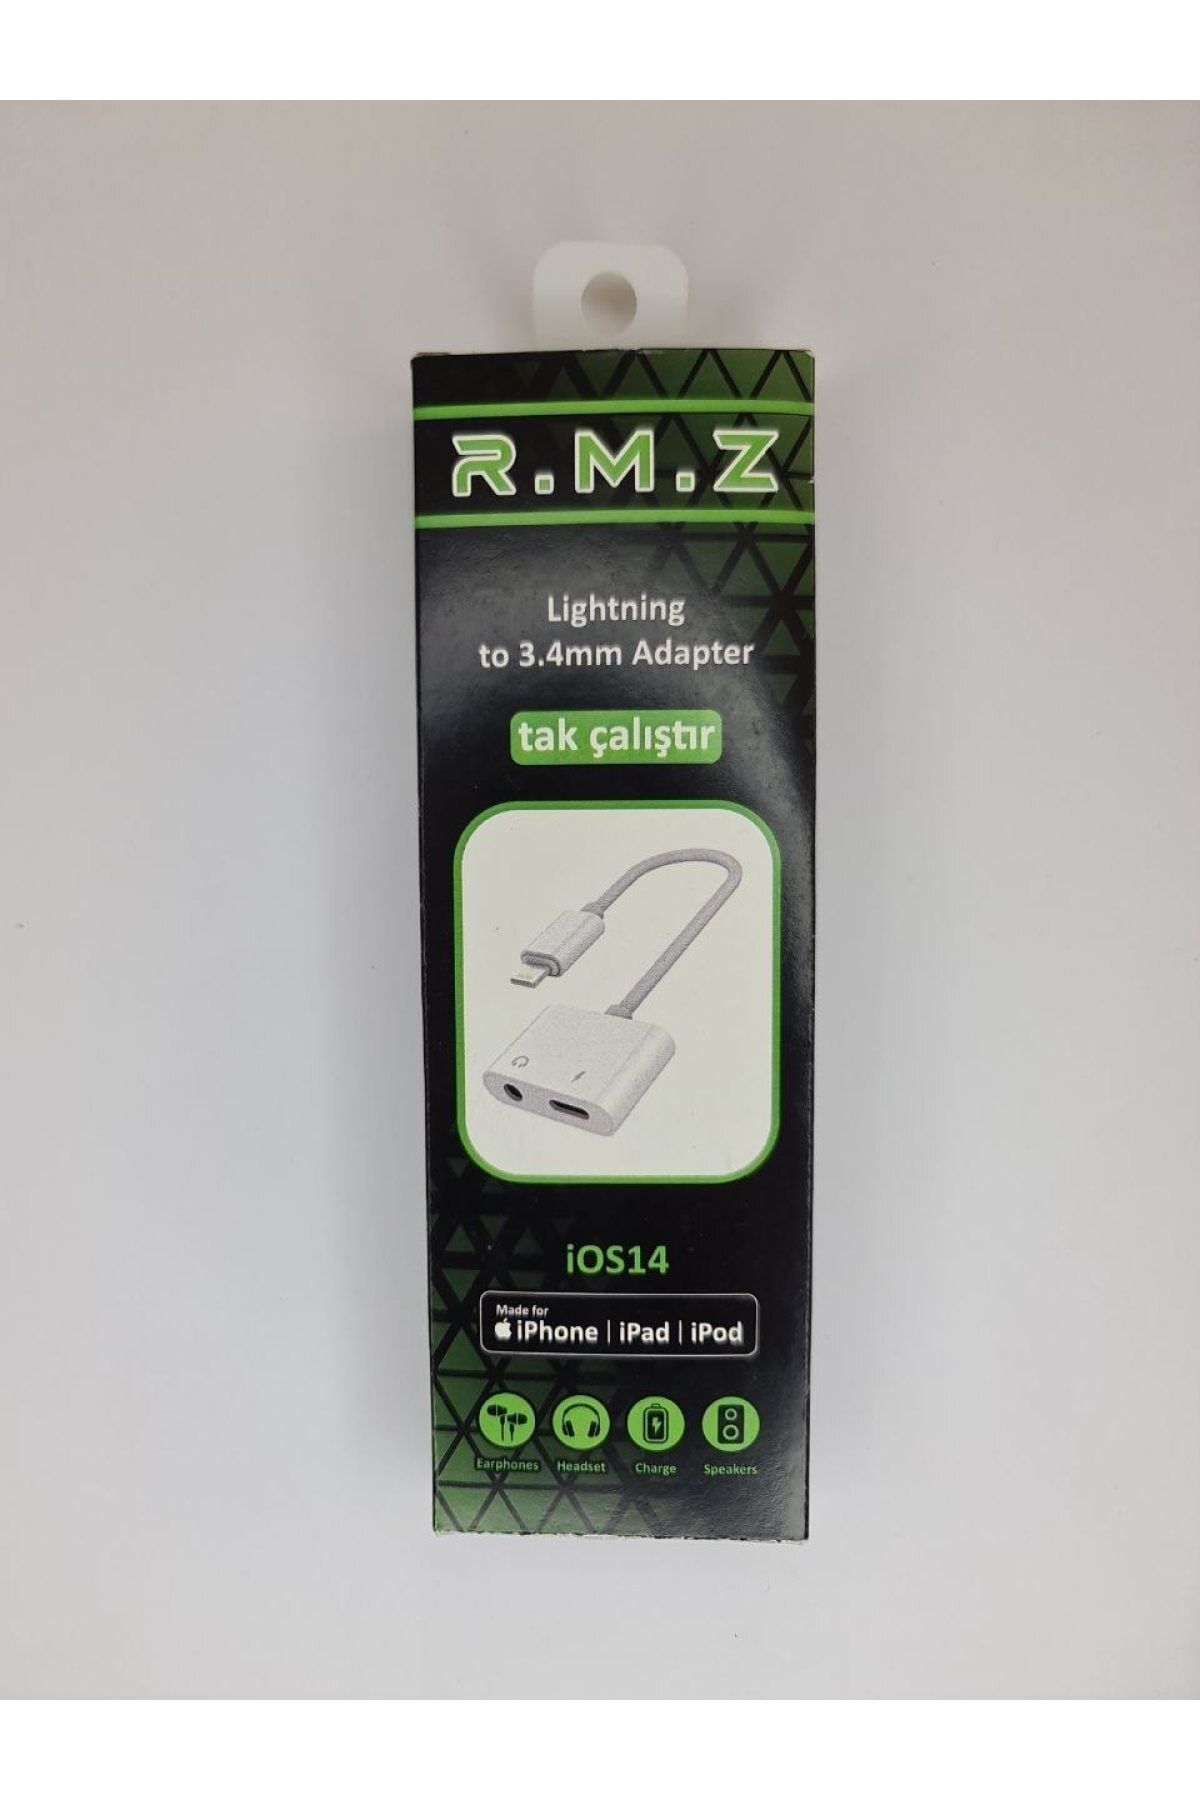 R.M.Z
Lightning
to 3.4mm Adapter
tak çalıştır
iOS14
Made for
iPhone | iPad | iPod
Earphones Headset Charge Speakers